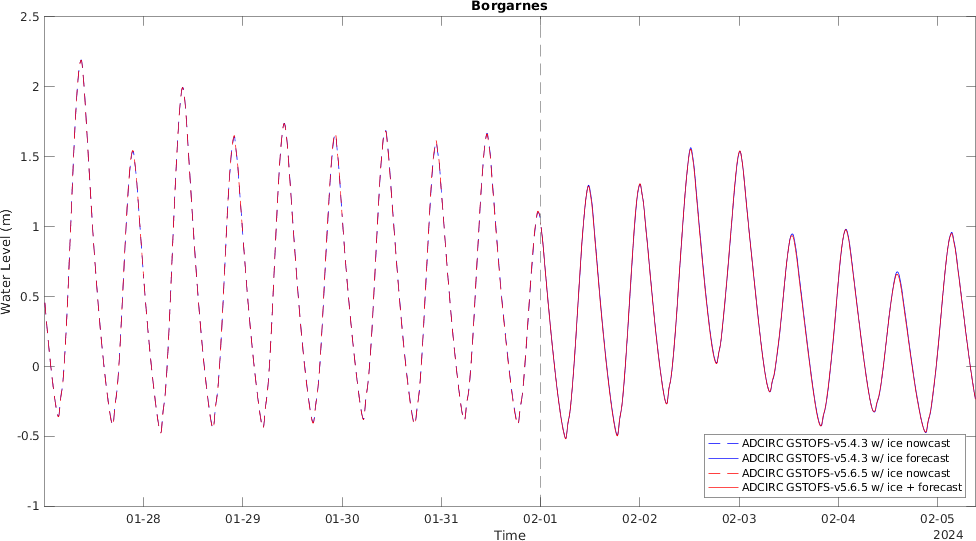 Borgarnes
2.5
2
1.5
1
0.5
0
-0.5
-1
Water Level (m)
ADCIRC GSTOFS-v5.4.3 w/ ice nowcast
ADCIRC GSTOFS-v5.4.3 w/ ice forecast
ADCIRC GSTOFS-v5.6.5 w/ ice nowcast
ADCIRC GSTOFS-v5.6.5 w/ ice + forecast
01-28 01-29 01-30 01-31 02-01 02-02 02-03 02-04 02-05
Time
2024